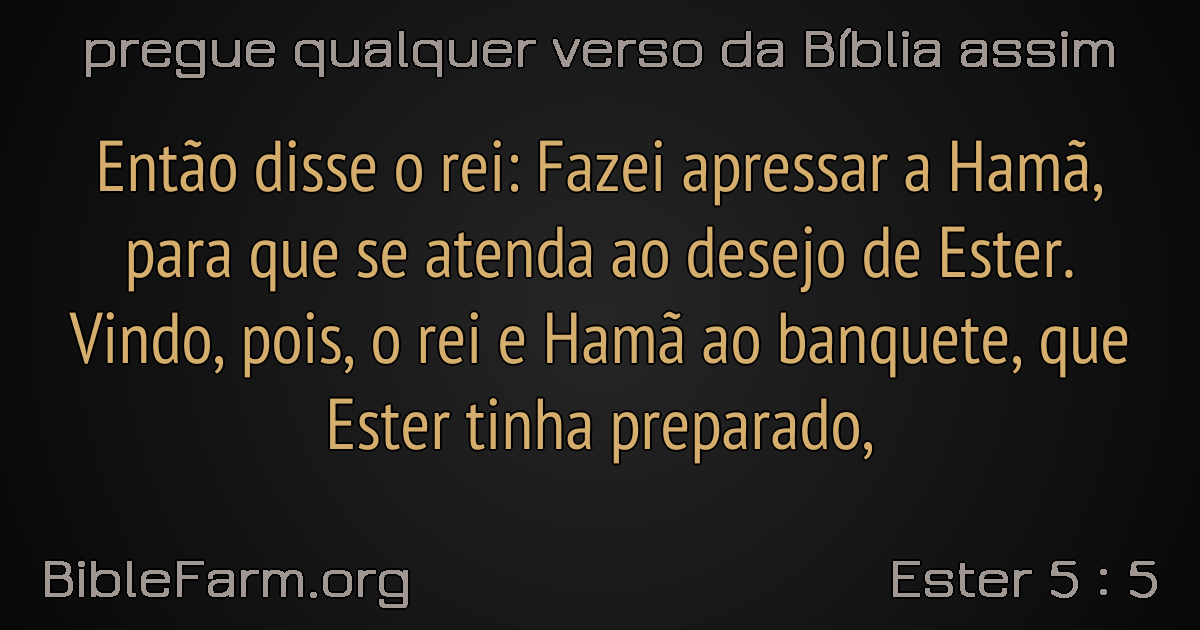 pregue qualquer verso da Bíblia assim
Então disse o rei: Fazei apressar a Hamã,
para que se atenda ao desejo de Ester.
Vindo, pois, o rei e Hamã ao banquete, que
Ester tinha preparado,
BibleFarm.org
Ester 5 : 5